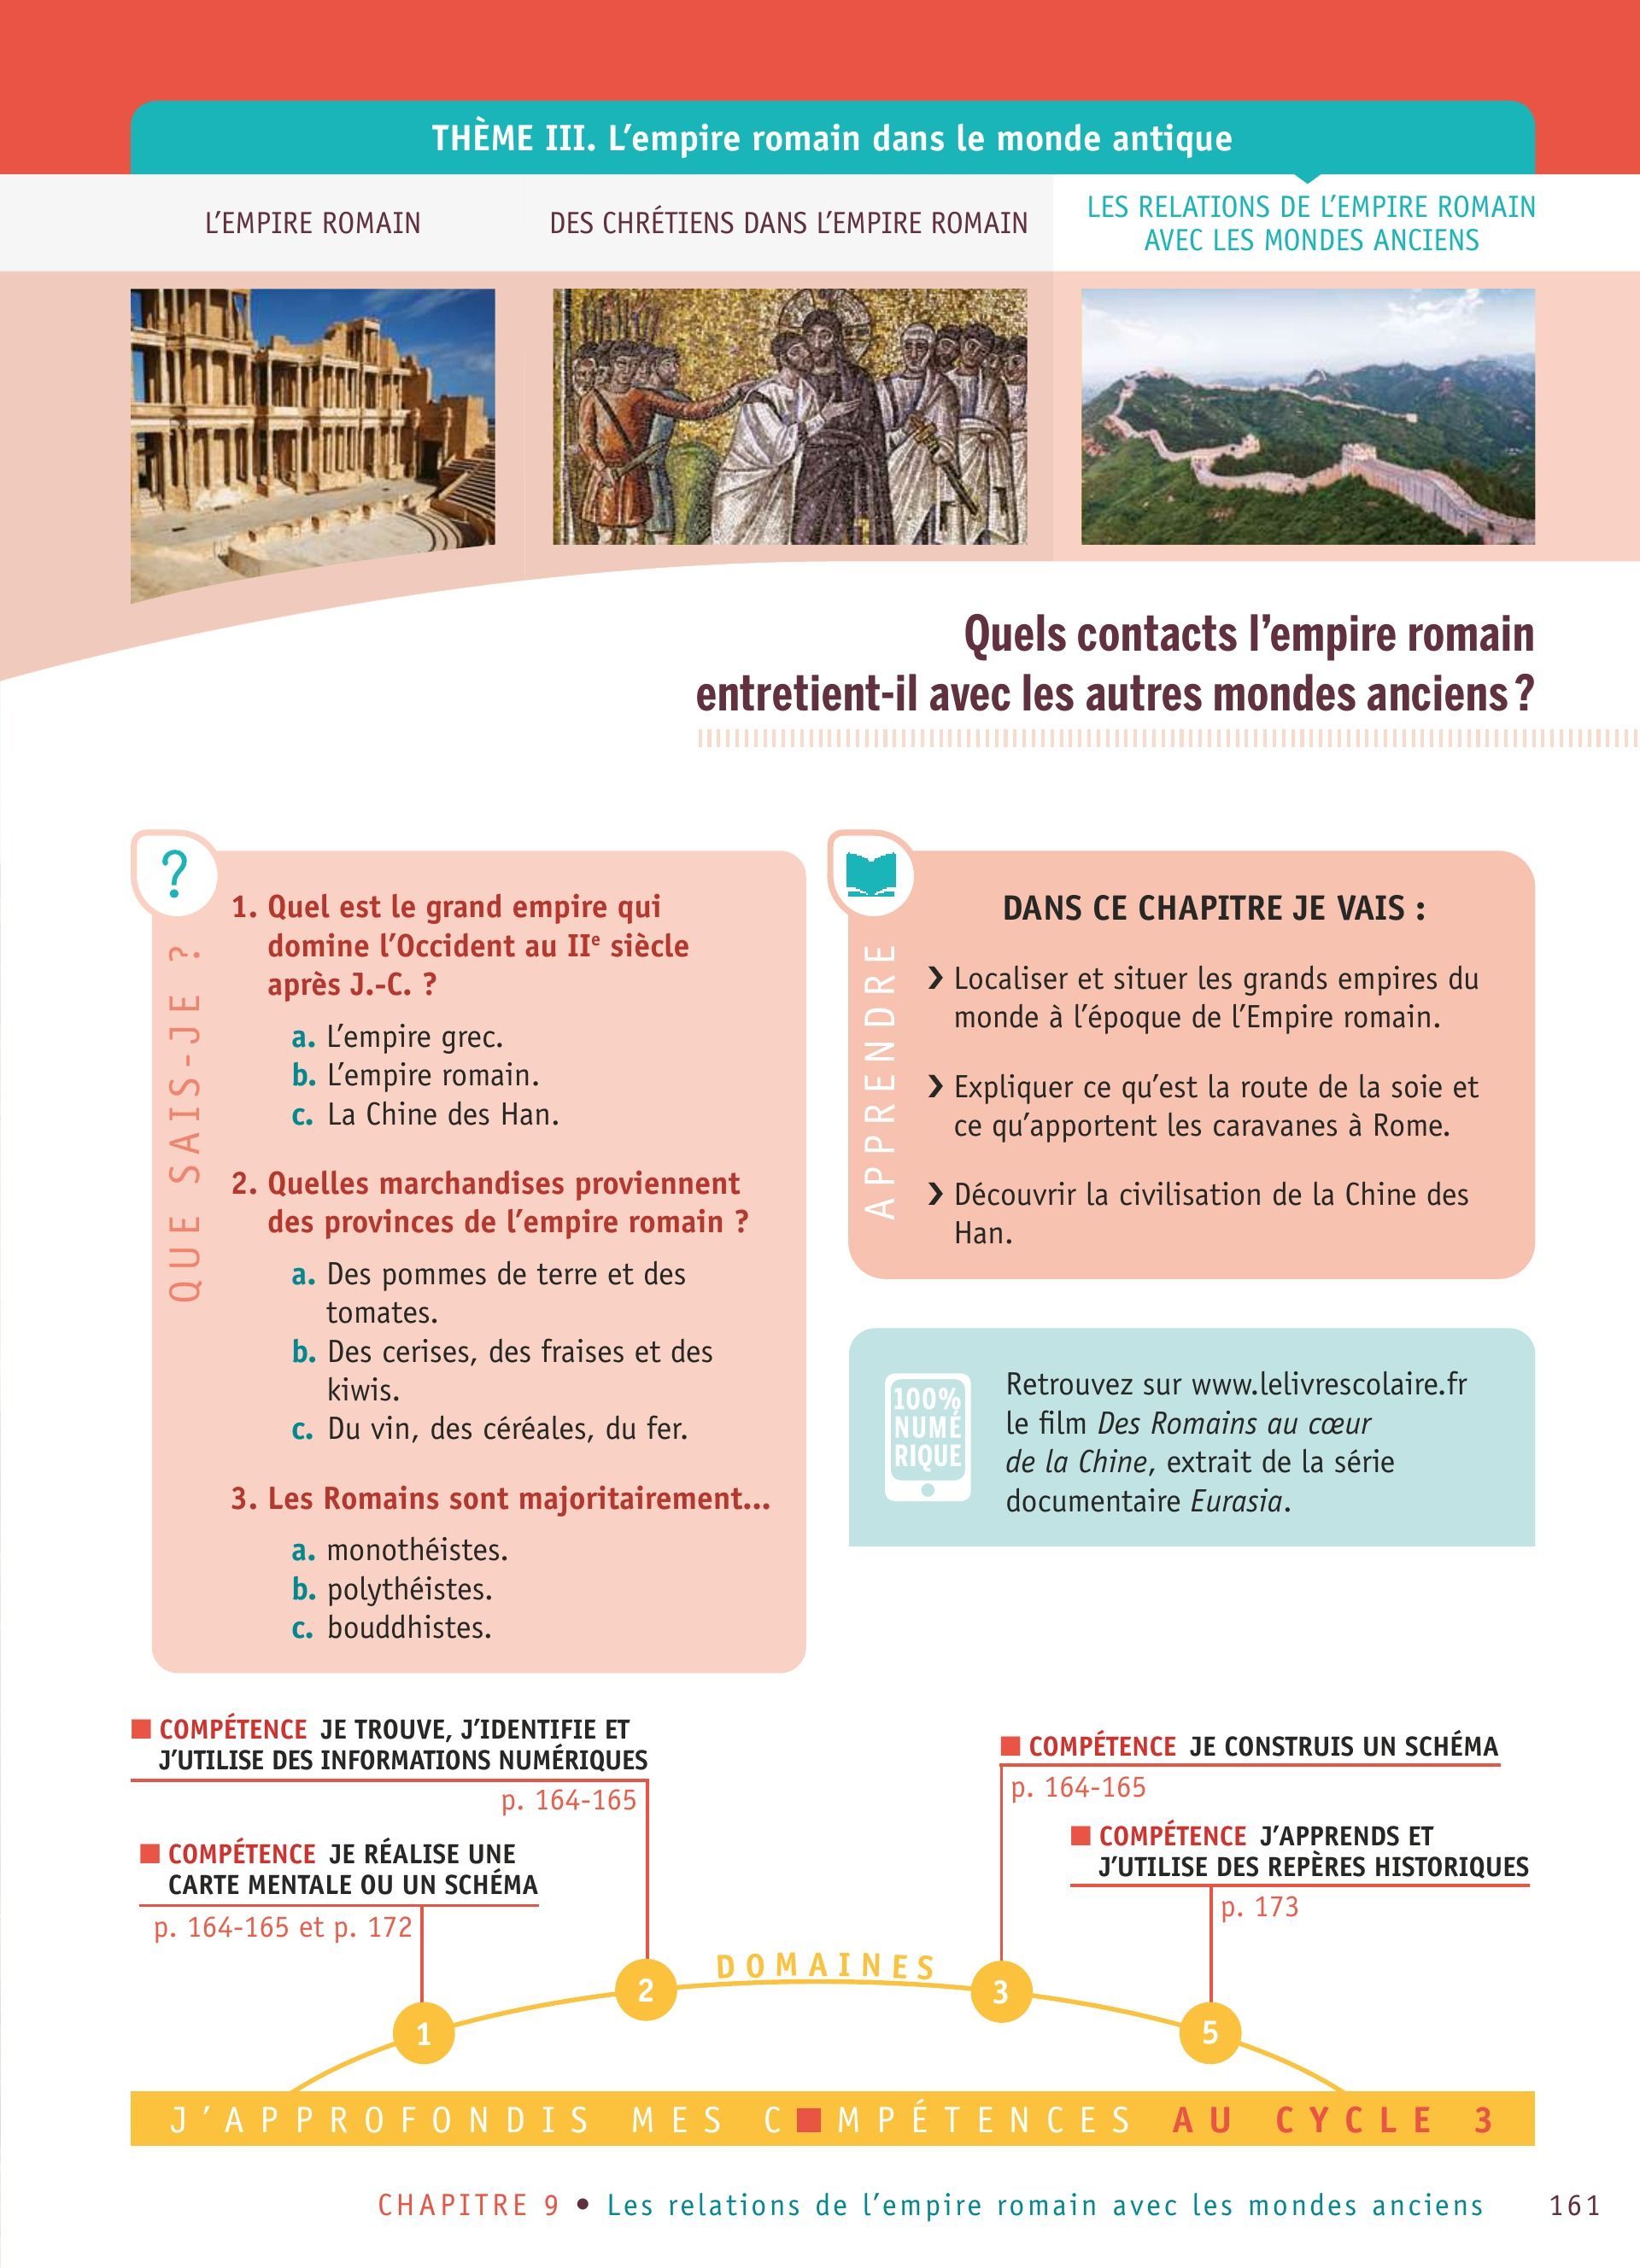 THÈME III. L’empire romain dans le monde antique
L’EMPIRE ROMAIN
DES CHRÉTIENS DANS L’EMPIRE ROMAIN
LES RELATIONS DE L’EMPIRE ROMAIN
AVEC LES MONDES ANCIENS
Quels contacts l’empire romain
entretient-il avec les autres mondes anciens ?
?
QUE SAIS-JE ?
1. Quel est le grand empire qui
domine l’Occident au IIe siècle
après J.-C. ?
a. L’empire grec.
b. L’empire romain.
c. La Chine des Han.
2. Quelles marchandises proviennent
des provinces de l’empire romain ?
a. Des pommes de terre et des
tomates.
b. Des cerises, des fraises et des
kiwis.
c. Du vin, des céréales, du fer.
3. Les Romains sont majoritairement...
a. monothéistes.
b. polythéistes.
c. bouddhistes.
APPRENDRE
DANS CE CHAPITRE JE VAIS :
❯ Localiser et situer les grands empires du
monde à l’époque de l’Empire romain.
❯ Expliquer ce qu’est la route de la soie et
ce qu’apportent les caravanes à Rome.
❯ Découvrir la civilisation de la Chine des
Han.
100%
NUMÉ
RIQUE
Retrouvez sur www.lelivrescolaire.fr
le film Des Romains au cœur
de la Chine, extrait de la série
documentaire Eurasia.
COMPÉTENCE JE TROUVE, J’IDENTIFIE ET
J’UTILISE DES INFORMATIONS NUMÉRIQUES
p. 164-165
COMPÉTENCE JE RÉALISE UNE
CARTE MENTALE OU UN SCHÉMA
p. 164-165 et p. 172
COMPÉTENCE JE CONSTRUIS UN SCHÉMA
p. 164-165
COMPÉTENCE J’APPRENDS ET
J’UTILISE DES REPÈRES HISTORIQUES
p. 173
DOMAINES
1
2
3
5
J’APPROFONDIS MES C■MPÉTENCES AU CYCLE 3
CHAPITRE 9 • Les relations de l’empire romain avec les mondes anciens 161